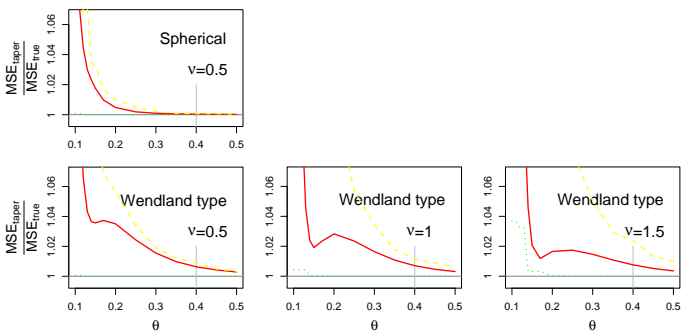 MSE_taper
MSE_true
1 1.02 1.04 1.06
Spherical
ν=0.5
0.1 0.2 0.3 0.4 0.5
MSE_taper
MSE_true
1 1.02 1.04 1.06
Wendland type
ν=0.5
0.1 0.2 0.3 0.4 0.5
θ
1 1.02 1.04 1.06
Wendland type
ν=1
0.1 0.2 0.3 0.4 0.5
θ
1 1.02 1.04 1.06
Wendland type
ν=1.5
0.1 0.2 0.3 0.4 0.5
θ